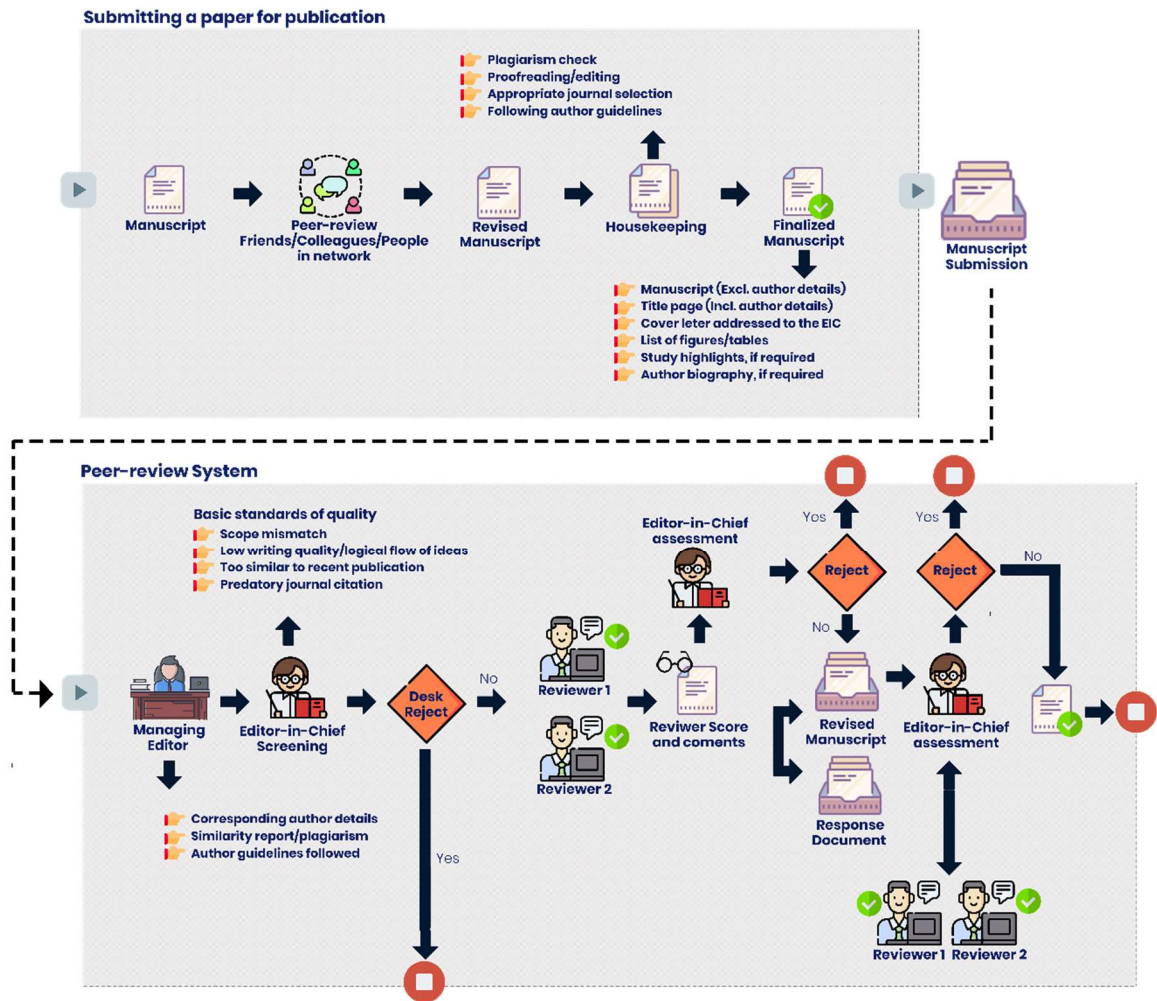 Submitting a paper for publication
Plagiarism check
Proofreading/editing
Appropriate journal selection
Following author guidelines
Manuscript
Peer-review
Friends/Colleagues/People
in network
Revised
Manuscript
Housekeeping
Finalized
Manuscript
Manuscript
Submission
Manuscript (Excl. author details)
Title page (Incl. author details)
Cover leter addressed to the EIC
List of figures/tables
Study highlights, if required
Author biography, if required
Peer-review System
Basic standards of quality
Scope mismatch
Low writing quality/logical flow of ideas
Too similar to recent publication
Predatory journal citation
Managing
Editor
Editor-in-Chief
Screening
Corresponding author details
Similarity report/plagiarism
Author guidelines followed
Desk
Reject
No
Yes
Reviewer 1
Reviewer 2
Reviwer Score
and coments
Editor-in-Chief
assessment
Yes
Reject
No
Revised
Manuscript
Response
Document
Yes
Reject
No
Editor-in-Chief
assessment
Reviewer 1
Reviewer 2